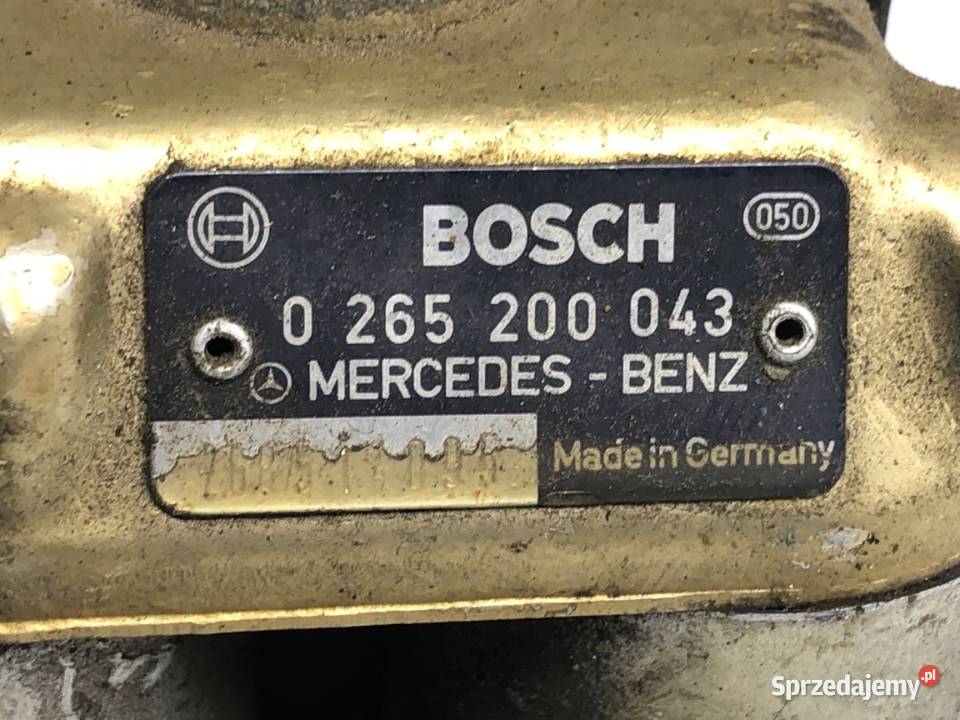 BOSCH 050
0 265 200 043
MERCEDES - BENZ
Made in Germany
Sprzedajemy.pl